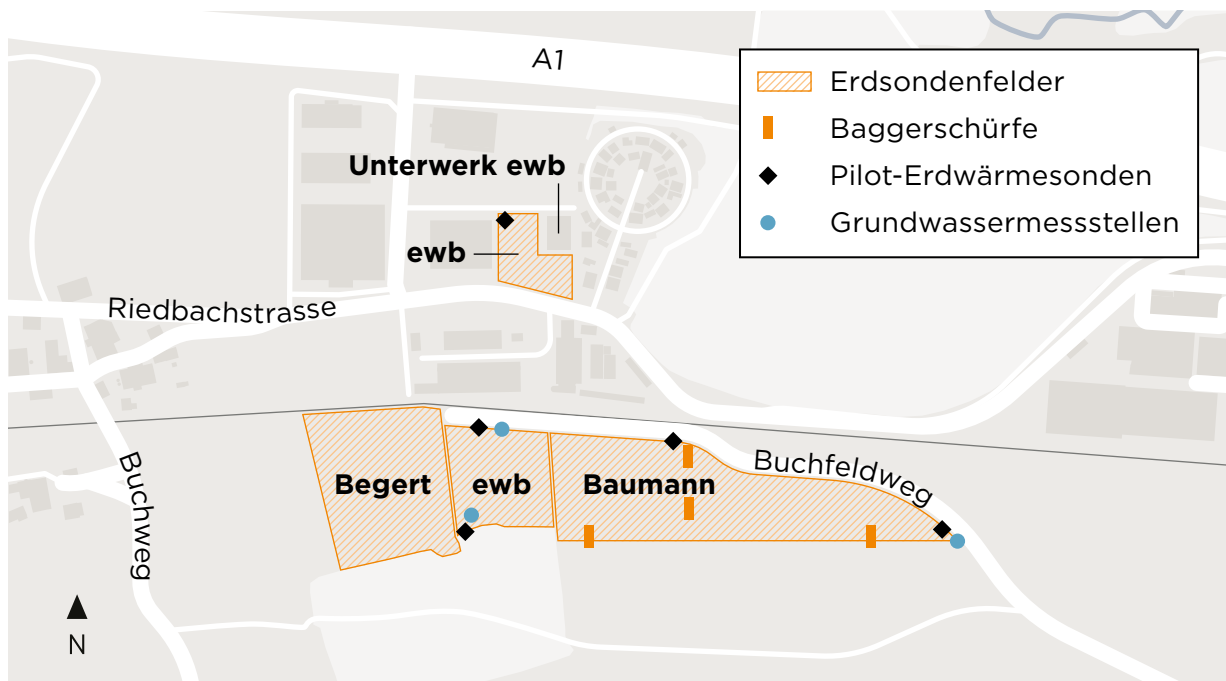 A1
Erdsondenfelder
Baggerschürfe
Pilot-Erdwärmesonden
Grundwassermessstellen
Unterwerk ewb
ewb
Riedbachstrasse
Buchweg
Begert
ewb
Baumann
Buchfeldweg
N